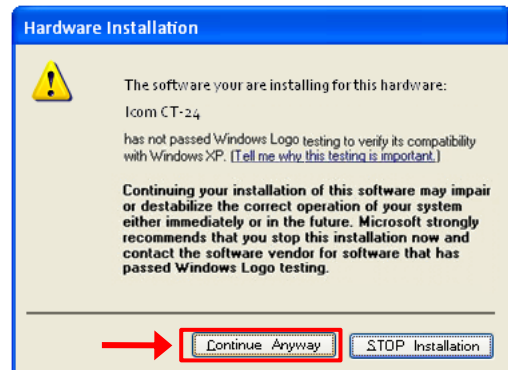 Hardware Installation
The software your are installing for this hardware:
Icom CT-24
has not passed Windows Logo testing to verify its compatibility
with Windows XP. (Tell me why this testing is important.)
Continuing your installation of this software may impair
or destabilize the correct operation of your system
either immediately or in the future. Microsoft strongly
recommends that you stop this installation now and
contact the software vendor for software that has
passed Windows Logo testing.
Continue Anyway STOP Installation